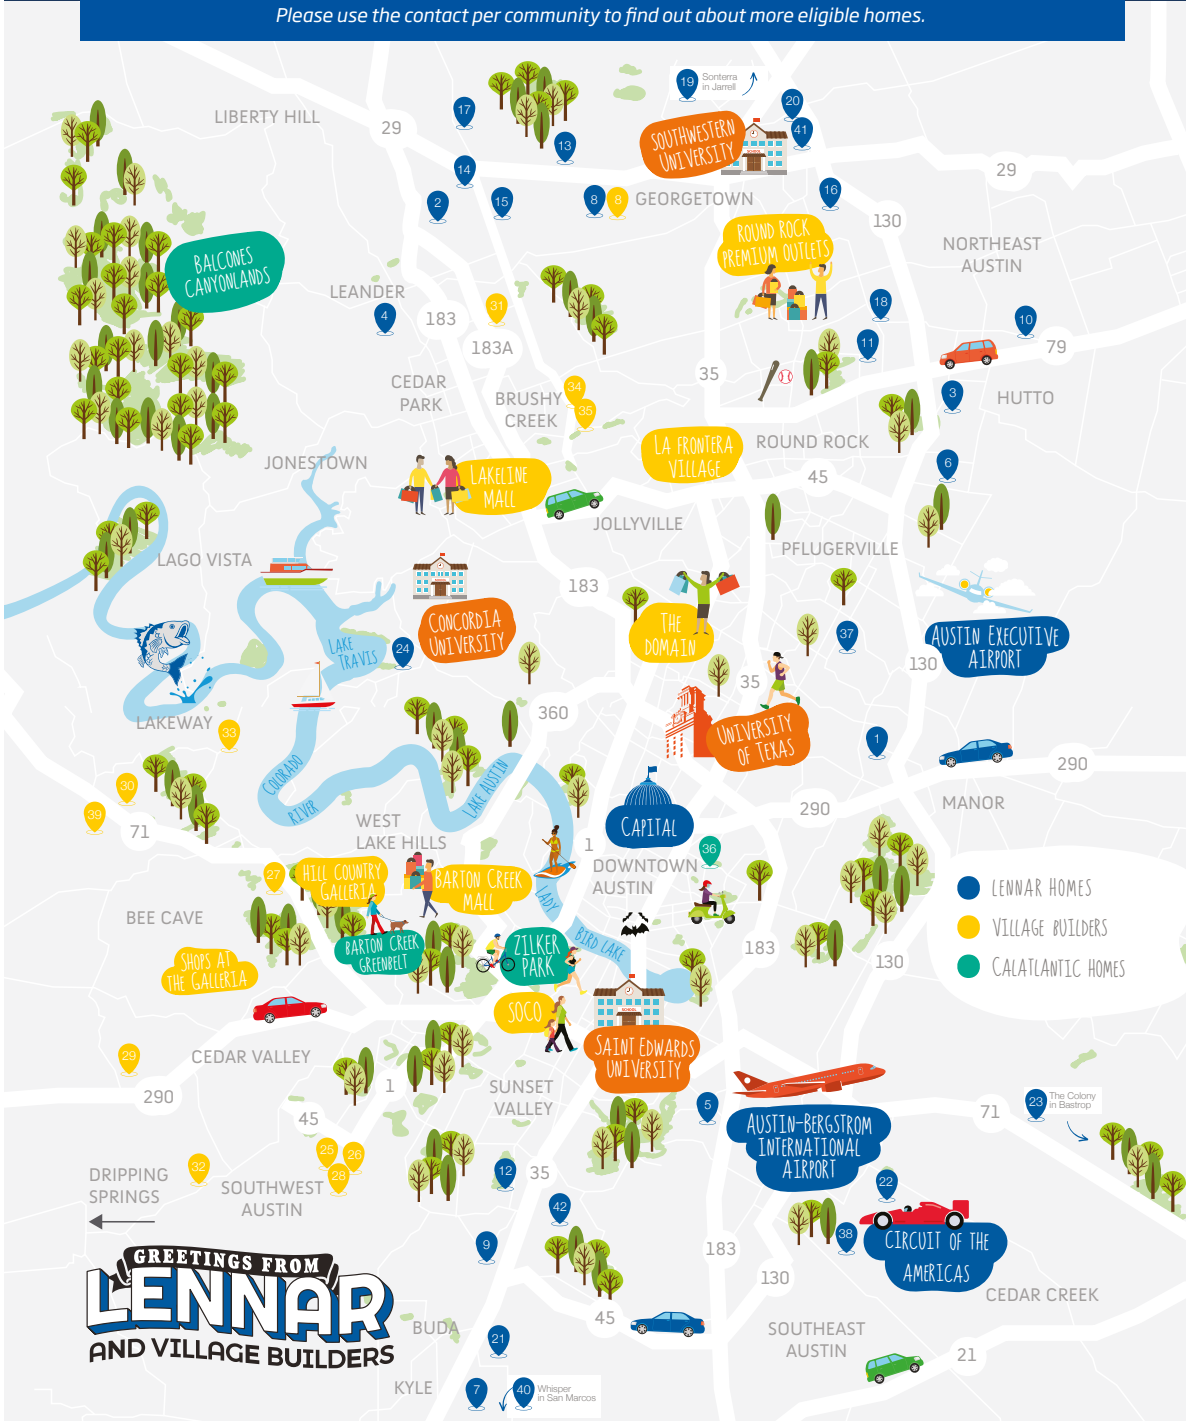 Please use the contact per community to find out about more eligible homes.
19
Sonterra
in Jarrell
20
17
LIBERTY HILL
29
41
SOUTHWESTERN
UNIVERSITY
SCHOOL
13
14
29
2
15
8
8
GEORGETOWN
16
130
ROUND ROCK
PREMIUM OUTLETS
NORTHEAST
AUSTIN
BALCONES
CANYONLANDS
LEANDER
4
183
31
18
10
183A
11
79
35
CEDAR
PARK
BRUSHY
CREEK
34
35
3
HUTTO
LA FRONTERA
VILLAGE
ROUND ROCK
JONESTOWN
LAKELINE
MALL
45
6
JOLLYVILLE
PFLUGERVILLE
LAGO VISTA
SCHOOL
183
CONCORDIA
UNIVERSITY
THE
DOMAIN
37
AUSTIN EXECUTIVE
AIRPORT
LAKE
TRAVIS
24
130
35
LAKEWAY
33
360
UNIVERSITY
OF TEXAS
1
290
COLORADO
RIVER
LAKE AUSTIN
30
39
71
WEST
LAKE HILLS
CAPITAL
290
MANOR
1
DOWNTOWN
AUSTIN
36
27
HILL COUNTRY
GALLERIA
BARTON CREEK
MALL
LADY
BIRD LAKE
LENNAR HOMES
VILLAGE BUILDERS
CALATLANTIC HOMES
BEE CAVE
BARTON CREEK
GREENBELT
ZILKER
PARK
183
130
SHOPS AT
THE GALLERIA
SOCO
SCHOOL
SAINT EDWARDS
UNIVERSITY
29
CEDAR VALLEY
290
1
SUNSET
VALLEY
45
5
AUSTIN-BERGSTROM
INTERNATIONAL
AIRPORT
71
23
The Colony
in Bastrop
25
26
28
32
DRIPPING
SPRINGS
SOUTHWEST
AUSTIN
12
35
22
42
9
38
CIRCUIT OF THE
AMERICAS
183
130
CEDAR CREEK
GREETINGS FROM
LENNAR
AND VILLAGE BUILDERS
BUDA
45
21
SOUTHEAST
AUSTIN
21
KYLE
7
40
Whisper
in San Marcos